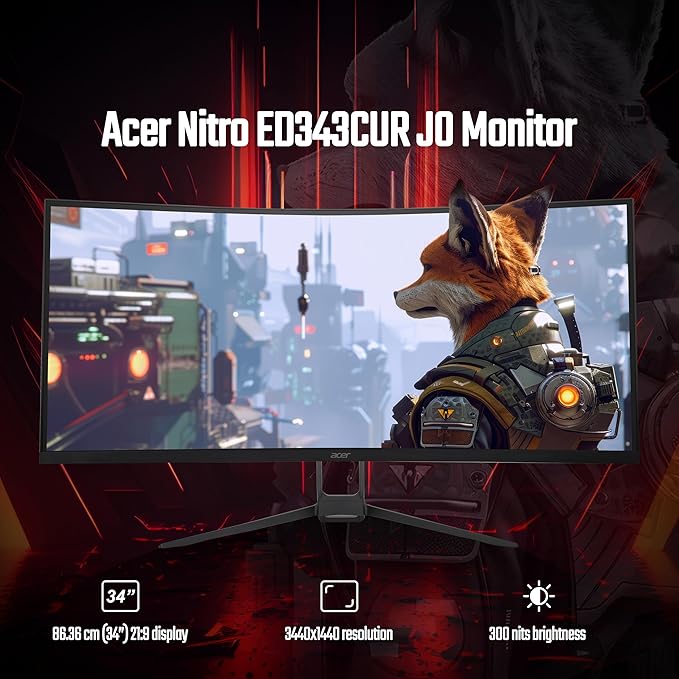 Acer Nitro ED343CUR J0 Monitor
acer
34”
86.36 cm (34”) 21:9 display
3440x1440 resolution
300 nits brightness